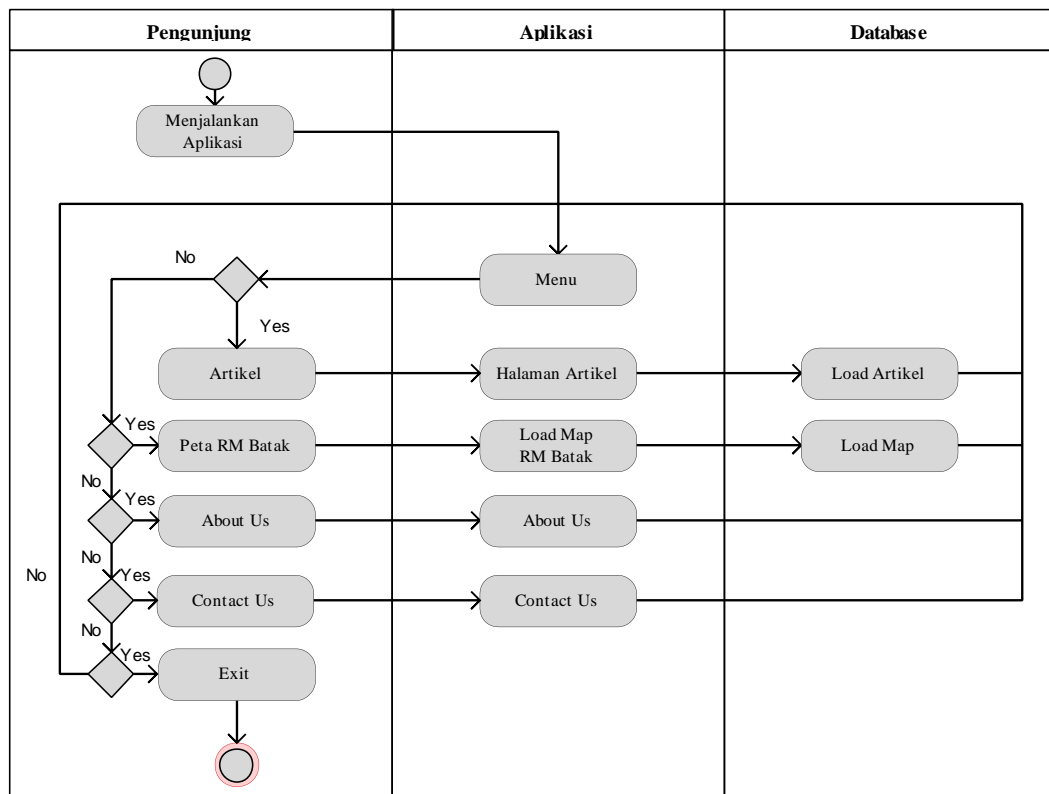 Pengunjung
Aplikasi
Database
Menjalankan
Aplikasi
No
Menu
Yes
Artikel
Halaman Artikel
Load Artikel
Yes
Peta RM Batak
Load Map
RM Batak
Load Map
No
Yes
About Us
About Us
No
No
Yes
Contact Us
Contact Us
No
Yes
Exit